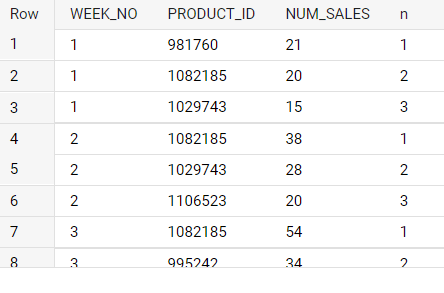 Row WEEK_NO PRODUCT_ID NUM_SALES n
1 1 981760 21 1
2 1 1082185 20 2
3 1 1029743 15 3
4 2 1082185 38 1
5 2 1029743 28 2
6 2 1106523 20 3
7 3 1082185 54 1
8 3 995242 34 2